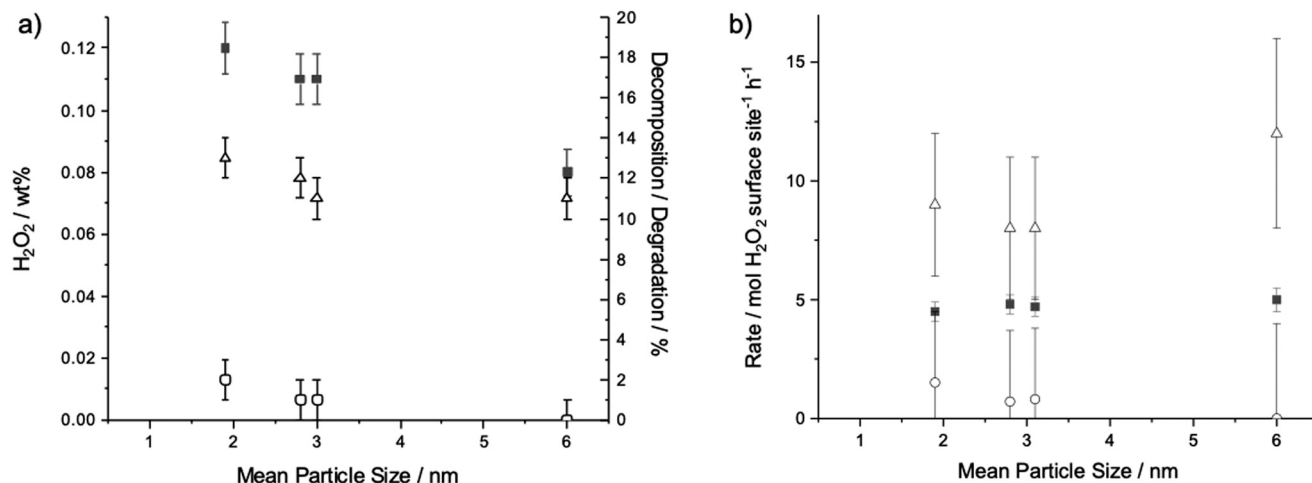 a)
H₂O₂ / wt%
0.12
0.10
0.08
0.06
0.04
0.02
0.00
1 2 3 4 5 6
Mean Particle Size / nm
20
18
16
14
12
10
8
6
4
2
0
Decomposition / Degradation / %
b)
Rate / mol H₂O₂ surface site⁻¹ h⁻¹
15
10
5
0
1 2 3 4 5 6
Mean Particle Size / nm